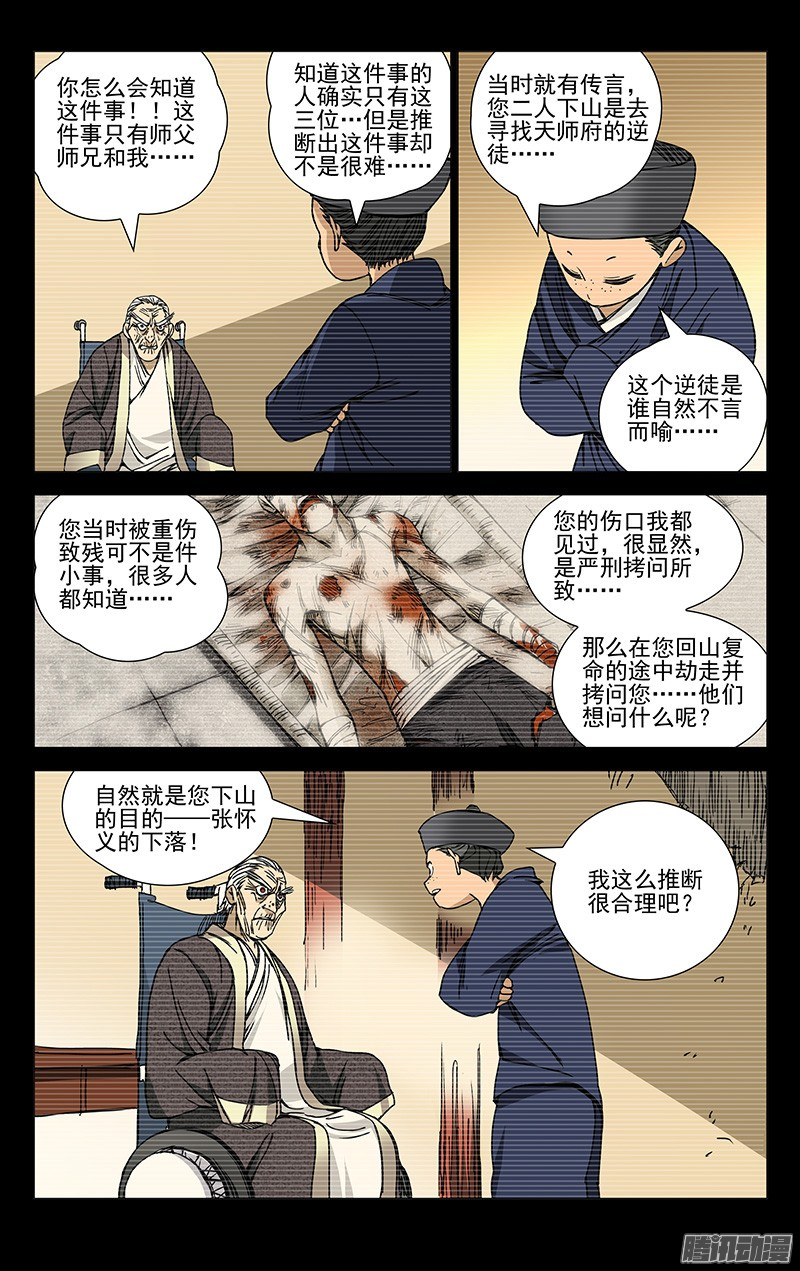 你怎么会知道
这件事！！这
件事只有师父
师兄和我……
知道这件事的
人确实只有这
三位…但是推
断出这件事却
不是很难……
当时就有传言，
您二人下山是去
寻找天师府的逆
徒……
这个逆徒是
谁自然不言
而喻……
您当时被重伤
致残可不是件
小事，很多人
都知道……
您的伤口我都
见过，很显然，
是严刑拷问所
致……
那么在您回山复
命的途中劫走并
拷问您……他们
想问什么呢？
自然就是您下山
的目的——张怀
义的下落！
我这么推断
很合理吧？
腾讯动漫